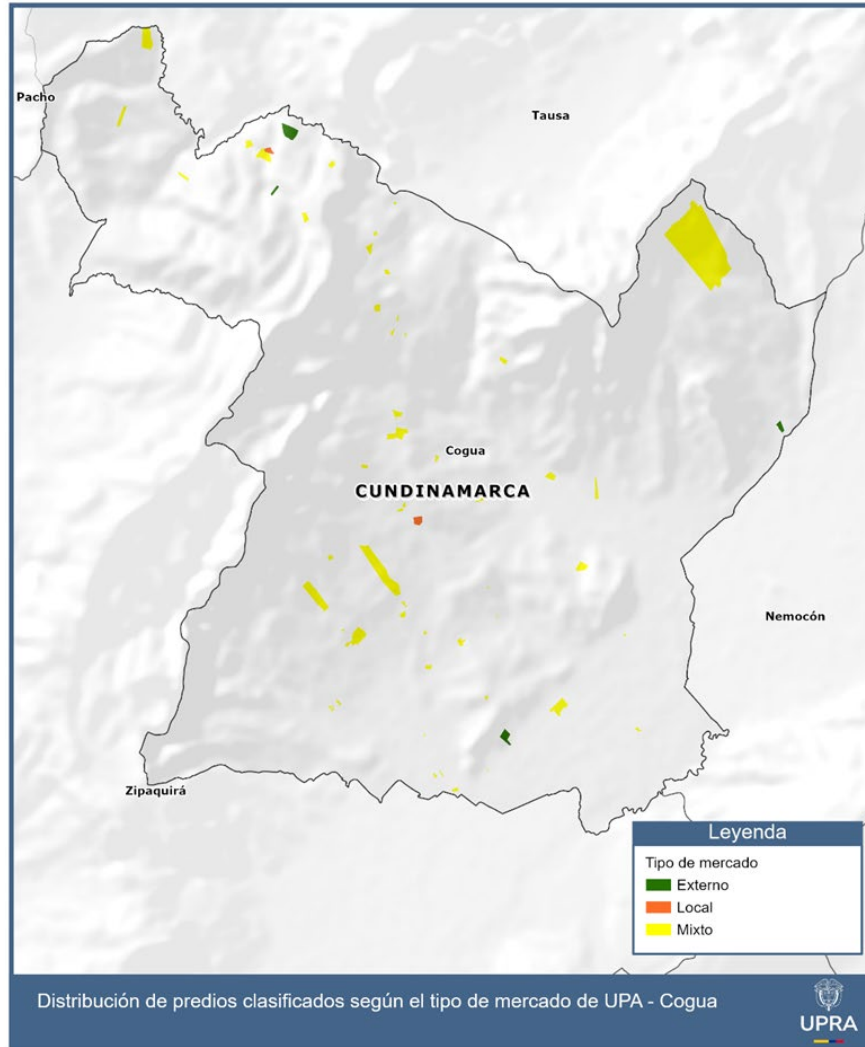 Pacho
Tausa
Cogua
CUNDINAMARCA
Nemocón
Zipaquirá
Leyenda
Tipo de mercado
Externo
Local
Mixto
Distribución de predios clasificados según el tipo de mercado de UPA - Cogua
UPRA